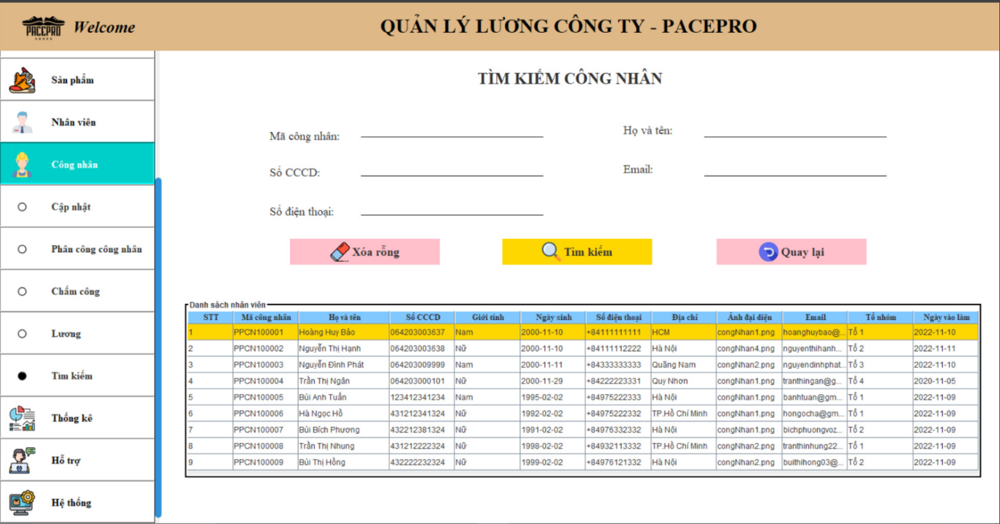 PACEPRO
SHOES
Welcome
QUẢN LÝ LƯƠNG CÔNG TY - PACEPRO
Sản phẩm
Nhân viên
Công nhân
Cập nhật
Phân công công nhân
Chấm công
Lương
Tìm kiếm
Thống kê
Hỗ trợ
Hệ thống
TÌM KIẾM CÔNG NHÂN
Mã công nhân:
Họ và tên:
Số CCCD:
Email:
Số điện thoại:
Xóa rỗng
Tìm kiếm
Quay lại
Danh sách nhân viên
STT Mã công nhân Họ và tên Số CCCD Giới tính Ngày sinh Số điện thoại Địa chỉ Ảnh đại diện Email Tổ nhóm Ngày vào làm
1 PPCN100001 Hoàng Huy Bảo 064203003637 Nam 2000-11-10 +84111111111 HCM congNhan1.png hoanghuybao@... Tổ 1 2022-11-10
2 PPCN100002 Nguyễn Thị Hạnh 064203003638 Nữ 2000-11-10 +84111112222 Hà Nội congNhan4.png nguyenthihanh... Tổ 2 2022-11-11
3 PPCN100003 Nguyễn Đình Phát 064203009999 Nam 2000-11-11 +84333333333 Quãng Nam congNhan2.png nguyendinhphat... Tổ 3 2022-11-10
4 PPCN100004 Trần Thị Ngân 064203000101 Nữ 2000-11-29 +84222223331 Quy Nhơn congNhan1.png tranthingan@g... Tổ 4 2020-11-05
5 PPCN100005 Bùi Anh Tuấn 123412341234 Nam 1995-02-02 +84975222333 Hà Nội congNhan1.png banhtuan@gm... Tổ 1 2022-11-09
6 PPCN100006 Hà Ngọc Hồ 431212341324 Nữ 1992-02-02 +84975222332 TP.Hồ Chí Minh congNhan1.png hongocha@gm... Tổ 1 2022-11-09
7 PPCN100007 Bùi Bích Phương 432212381324 Nữ 1991-02-02 +84976332332 Hà Nội congNhan1.png bichphuongvoz... Tổ 2 2022-11-09
8 PPCN100008 Trần Thị Nhung 431212222324 Nữ 1998-02-02 +84932113332 TP.Hồ Chí Minh congNhan2.png tranthinhung22... Tổ 1 2022-11-09
9 PPCN100009 Bùi Thị Hồng 432222232324 Nữ 1999-02-02 +84976121332 Hà Nội congNhan2.png buithihong03@... Tổ 2 2022-11-09